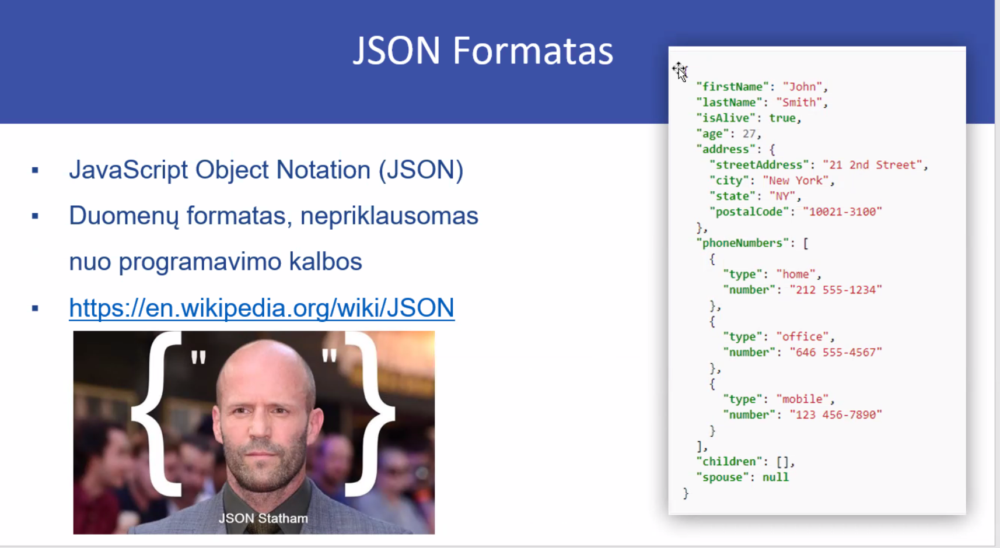 JSON Formatas
JavaScript Object Notation (JSON)
Duomenų formatas, nepriklausomas
nuo programavimo kalbos
https://en.wikipedia.org/wiki/JSON
{ " " }
JSON Statham
{
"firstName": "John",
"lastName": "Smith",
"isAlive": true,
"age": 27,
"address": {
"streetAddress": "21 2nd Street",
"city": "New York",
"state": "NY",
"postalCode": "10021-3100"
},
"phoneNumbers": [
{
"type": "home",
"number": "212 555-1234"
},
{
"type": "office",
"number": "646 555-4567"
},
{
"type": "mobile",
"number": "123 456-7890"
}
],
"children": [],
"spouse": null
}